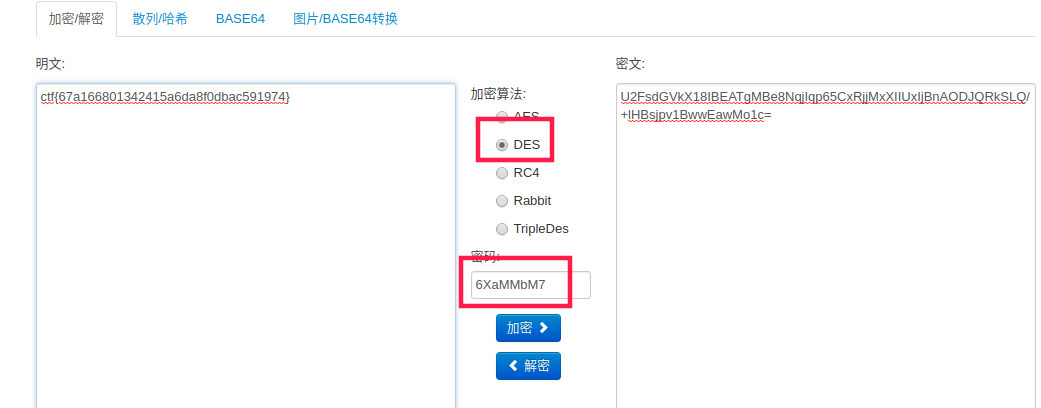 加密/解密
散列/哈希
BASE64
图片/BASE64转换
明文:
ctf{67a166801342415a6da8f0dbac591974}
加密算法:
AES
DES
RC4
Rabbit
TripleDes
密码:
6XaMMbM7
加密
解密
密文:
U2FsdGVkX18IBEATgMBe8NqjIqp65CxRjjMxXIIUxIjBnAODJQRkSLQ/
+lHBsjpv1BwwEawMo1c=